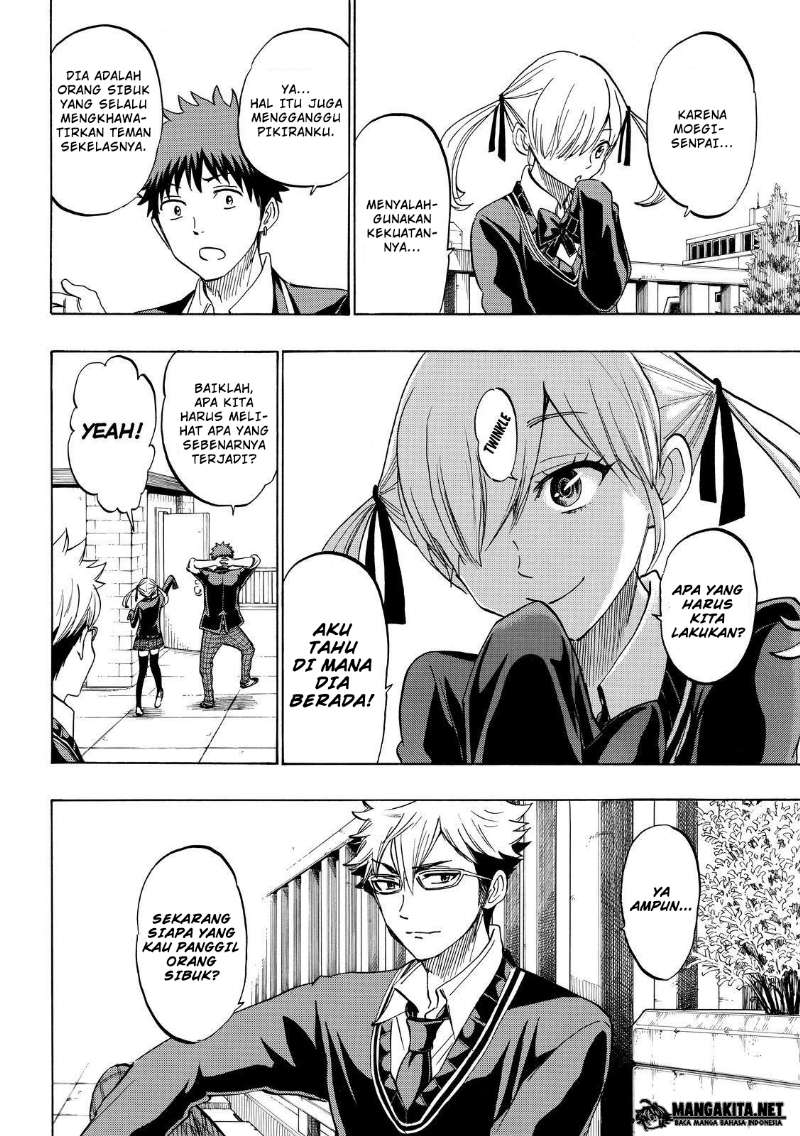 KARENA
MOEGI-
SENPAI...
MENYALAH-
GUNAKAN
KEKUATAN-
NYA...
YA...
HAL ITU JUGA
MENGGANGGU
PIKIRANKU.
DIA ADALAH
ORANG SIBUK
YANG SELALU
MENGKHAWA-
TIRKAN TEMAN
SEKELASNYA.
TWINKLE
APA YANG
HARUS
KITA
LAKUKAN?
AKU
TAHU
DI MANA
DIA
BERADA!
BAIKLAH,
APA KITA
HARUS MELI-
HAT APA YANG
SEBENARNYA
TERJADI?
YEAH!
YA
AMPUN...
SEKARANG
SIAPA YANG
KAU PANGGIL
ORANG
SIBUK?
MANGAKITA.NET
BACA MANGA BAHASA INDONESIA